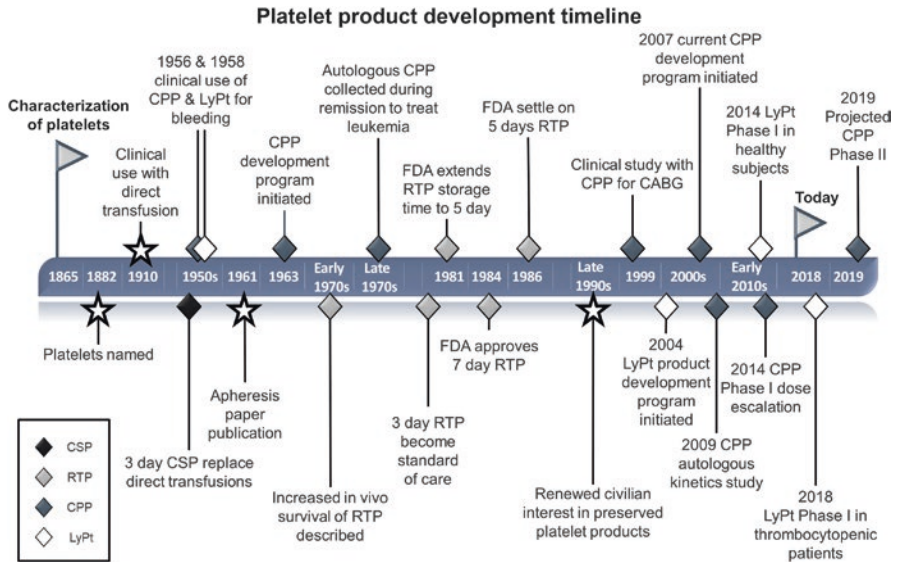 Platelet product development timeline
Characterization
of platelets
Clinical
use with
direct
transfusion
1956 & 1958
clinical use of
CPP & LyPt for
bleeding
CPP
development
program
initiated
Autologous CPP
collected during
remission to treat
leukemia
FDA extends
RTP storage
time to 5 day
FDA settle on
5 days RTP
Clinical study with
CPP for CABG
2007 current CPP
development
program initiated
2014 LyPt
Phase I in
healthy
subjects
Today
2019
Projected
CPP
Phase II
1865
1882
1910
1950s
1961
1963
Early
1970s
Late
1970s
1981
1984
1986
Late
1990s
1999
2000s
Early
2010s
2018
2019
Platelets named
3 day CSP replace
direct transfusions
Apheresis
paper
publication
Increased in vivo
survival of RTP
described
3 day RTP
become
standard
of care
FDA approves
7 day RTP
Renewed civilian
interest in preserved
platelet products
2004
LyPt product
development
program
initiated
2009 CPP
autologous
kinetics study
2014 CPP
Phase I dose
escalation
2018
LyPt Phase I in
thrombocytopenic
patients
CSP
RTP
CPP
LyPt